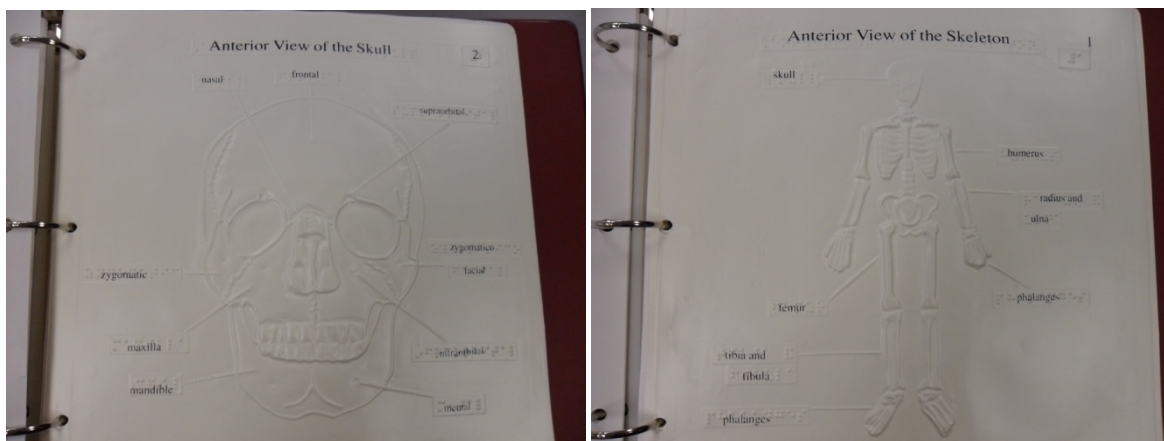 Anterior View of the Skull
2
nasal
frontal
supraorbital
zygomatico
facial
zygomatic
infraorbital
maxilla
mandible
mental
Anterior View of the Skeleton
1
skull
humerus
radius and
ulna
phalanges
femur
tibia and
fibula
phalanges